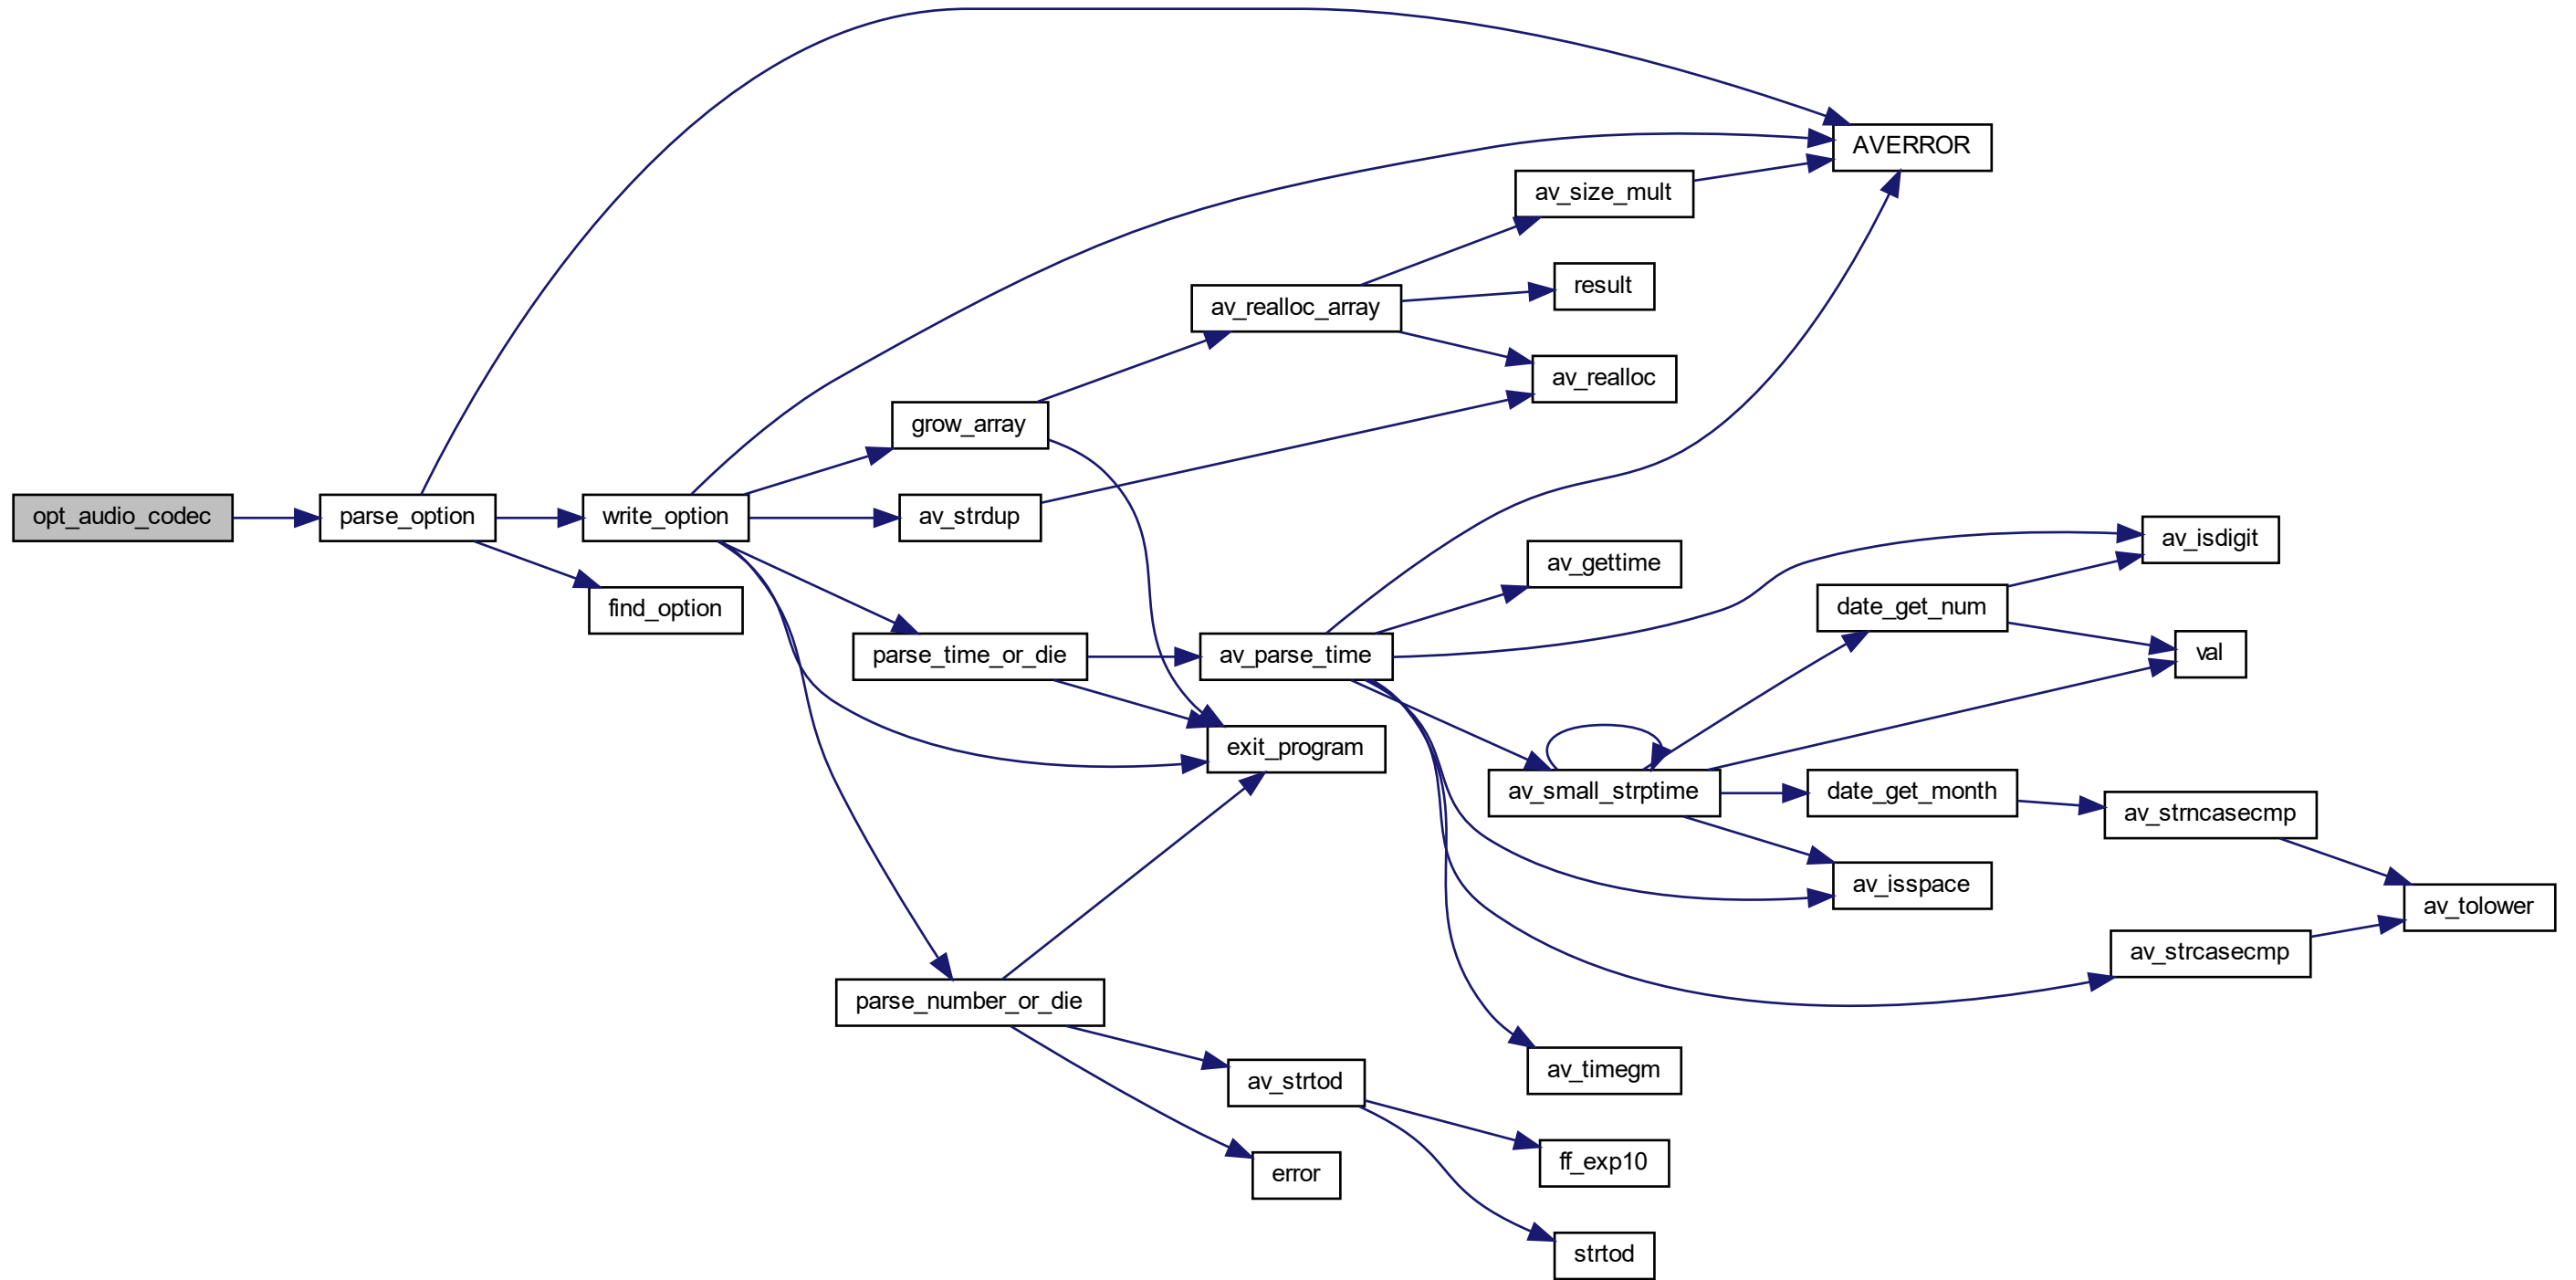 opt_audio_codec
parse_option
write_option
find_option
grow_array
av_strdup
parse_time_or_die
parse_number_or_die
av_realloc_array
av_parse_time
exit_program
av_strtod
error
av_size_mult
result
av_realloc
av_gettime
av_small_strptime
av_timegm
ff_exp10
strtod
AVERROR
date_get_num
date_get_month
av_isspace
av_isdigit
val
av_strncasecmp
av_strcasecmp
av_tolower